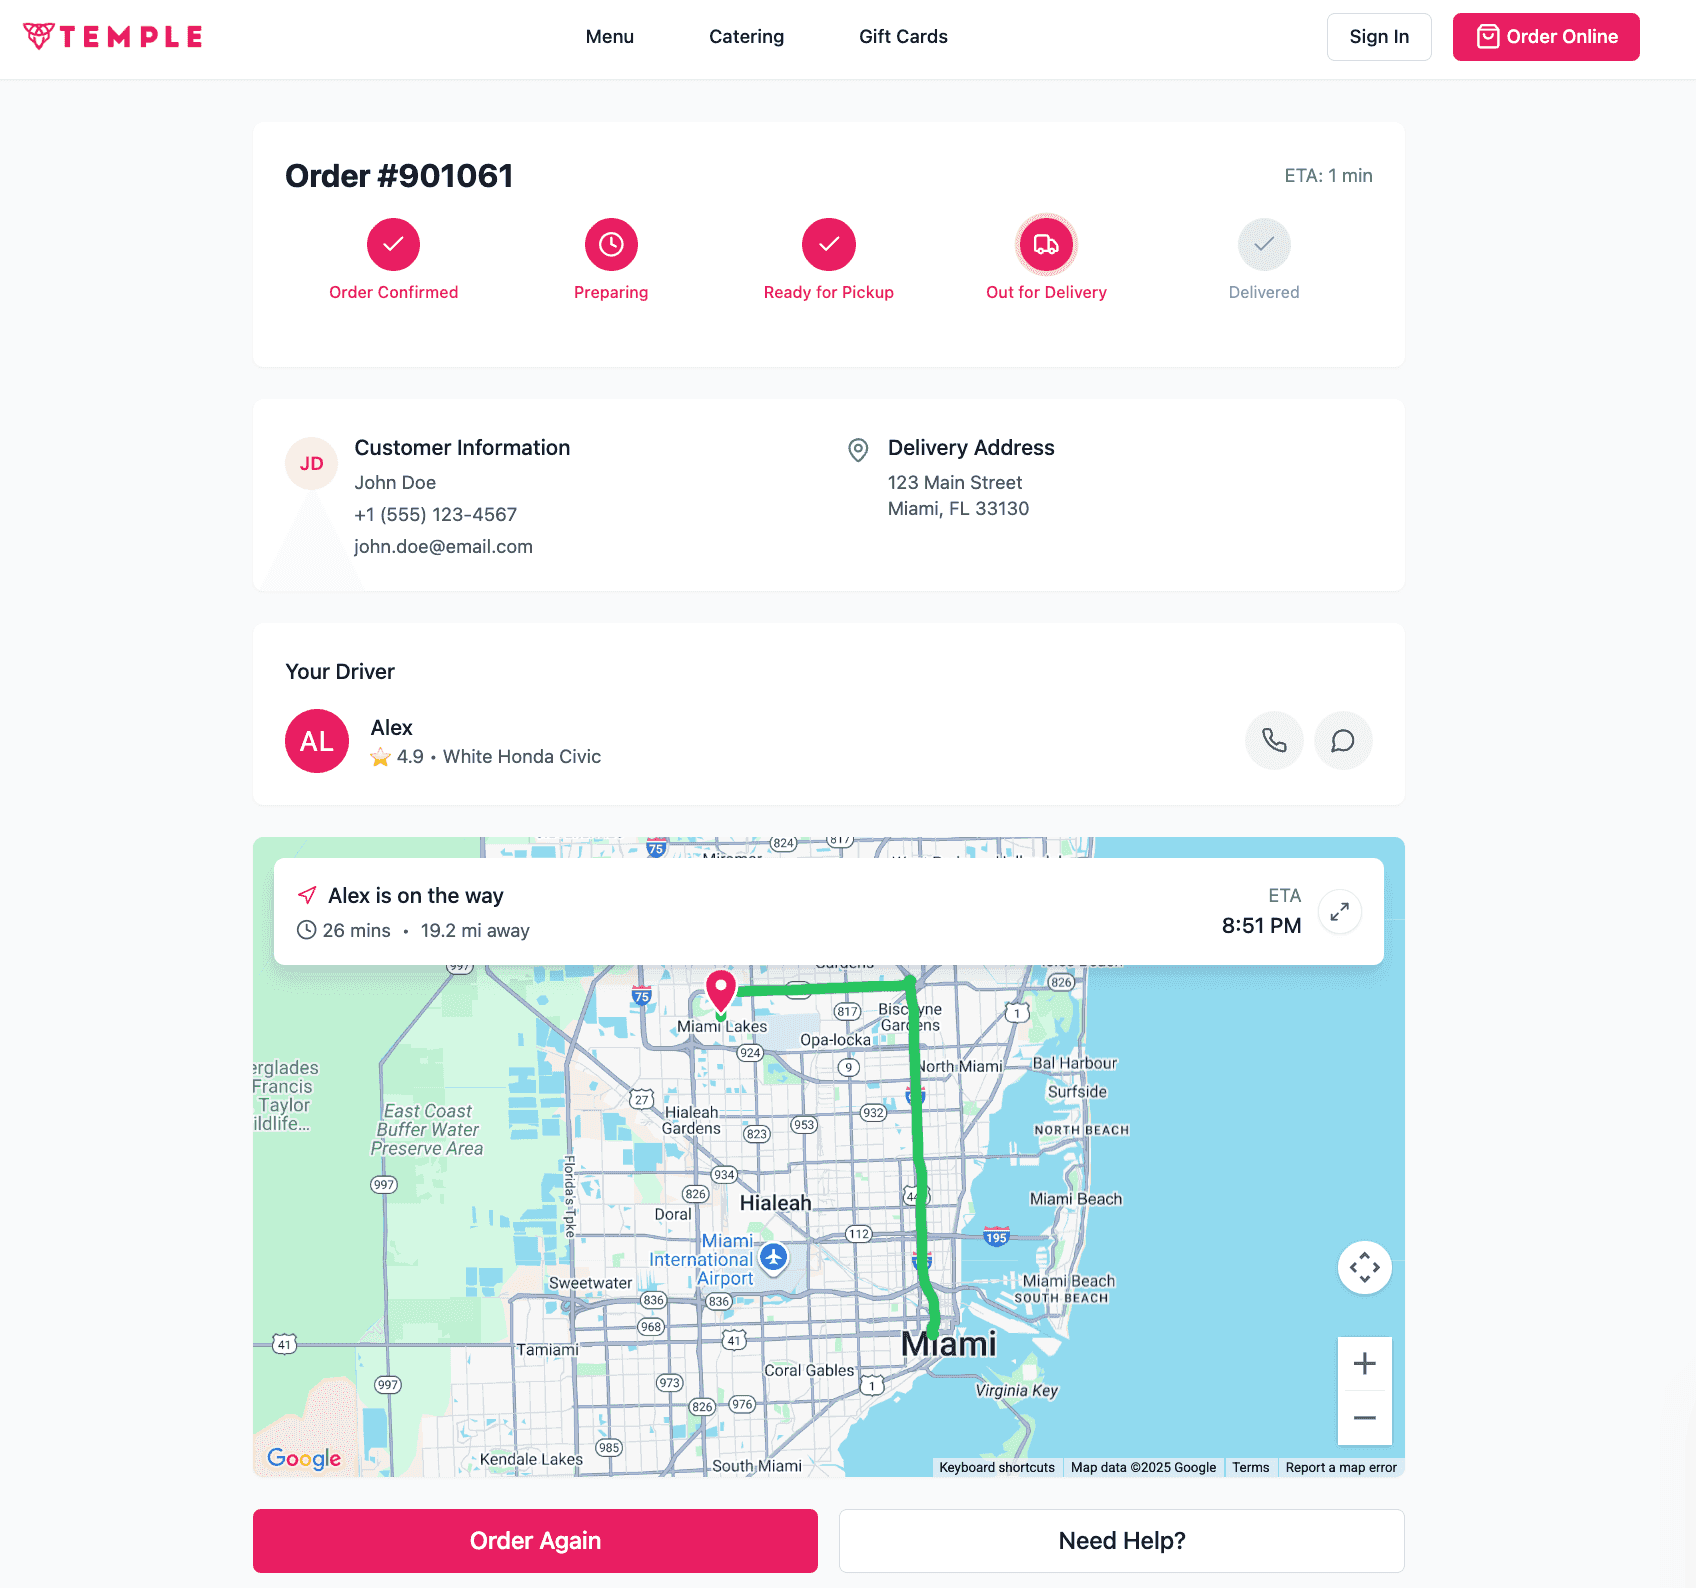 TEMPLE
Menu
Catering
Gift Cards
Sign In
Order Online
Order #901061
ETA: 1 min
Order Confirmed
Preparing
Ready for Pickup
Out for Delivery
Delivered
JD
Customer Information
John Doe
+1 (555) 123-4567
john.doe@email.com
Delivery Address
123 Main Street
Miami, FL 33130
Your Driver
AL
Alex
4.9 • White Honda Civic
75
824
817
Miramar
Alex is on the way
26 mins • 19.2 mi away
ETA
8:51 PM
997
Gardens
826
75
Miami Lakes
817
Biscayne
Gardens
1
Opa-locka
924
9
North Miami
Bal Harbour
Surfside
erglades
Francis
Taylor
ildlife...
East Coast
Buffer Water
Preserve Area
27
Hialeah
Gardens
823
953
932
NORTH BEACH
997
Florida's Tpke
934
826
Hialeah
Doral
Miami Beach
112
195
Miami
International
Airport
Sweetwater
Miami Beach
SOUTH BEACH
836
836
968
41
41
Tamiami
Miami
Coral Gables
997
973
1
Virginia Key
826
976
985
Kendale Lakes
South Miami
Google
Keyboard shortcuts
Map data ©2025 Google
Terms
Report a map error
Order Again
Need Help?